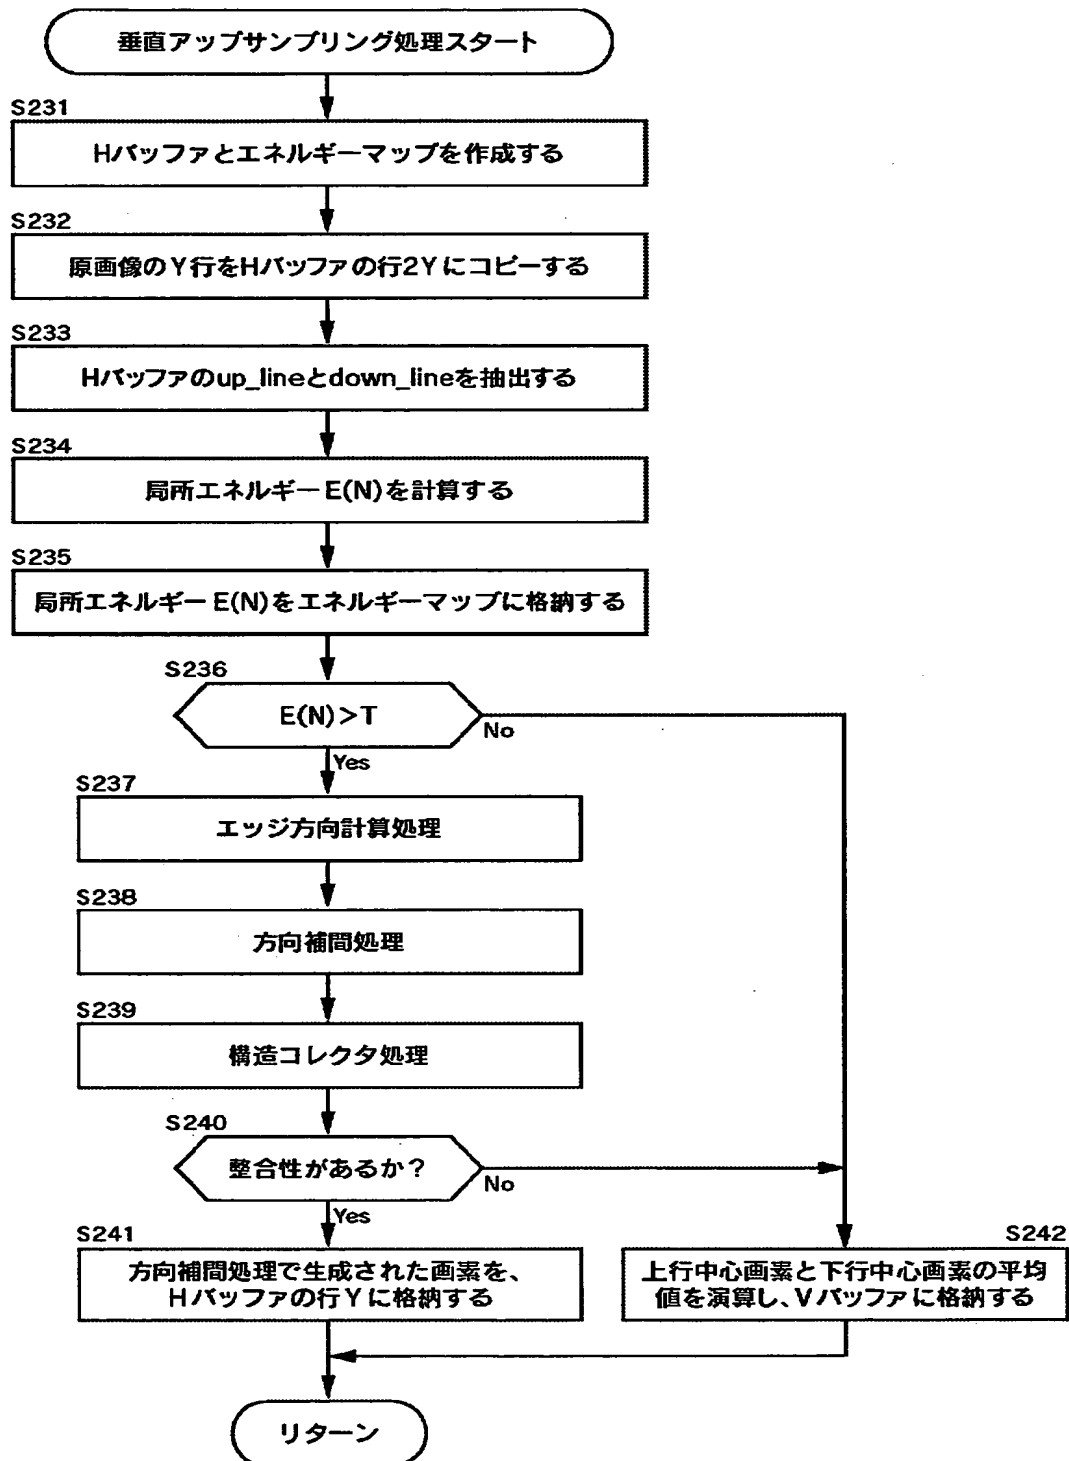 垂直アップサンプリング処理スタート
S231
Hバッファとエネルギーマップを作成する
S232
原画像のY行をHバッファの行2Yにコピーする
S233
Hバッファのup_lineとdown_lineを抽出する
S234
局所エネルギーE(N)を計算する
S235
局所エネルギーE(N)をエネルギーマップに格納する
S236
E(N)>T
No
Yes
S237
エッジ方向計算処理
S238
方向補間処理
S239
構造コレクタ処理
S240
整合性があるか?
No
Yes
S241
方向補間処理で生成された画素を、
Hバッファの行Yに格納する
S242
上行中心画素と下行中心画素の平均
値を演算し、Vバッファに格納する
リターン